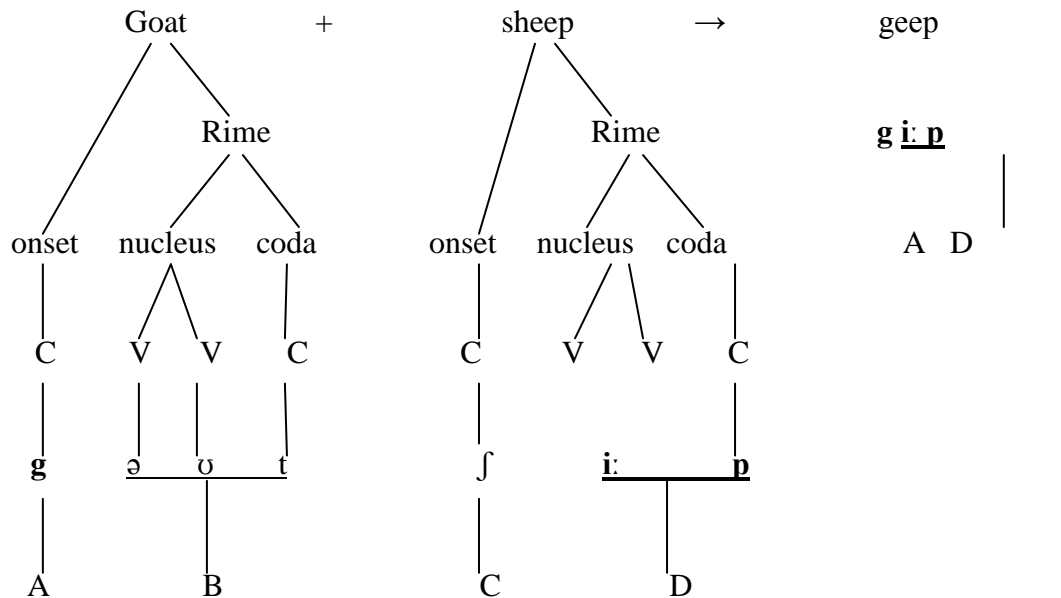 Goat + sheep → geep
Rime Rime g iː p
onset nucleus coda onset nucleus coda A D
C V V C C V V C
g ə ʊ t ʃ iː p
A B C D